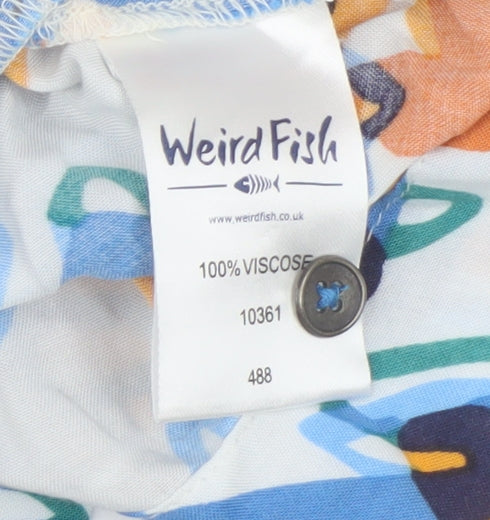 Weird Fish
www.weirdfish.co.uk
100% VISCOSE
10361
488